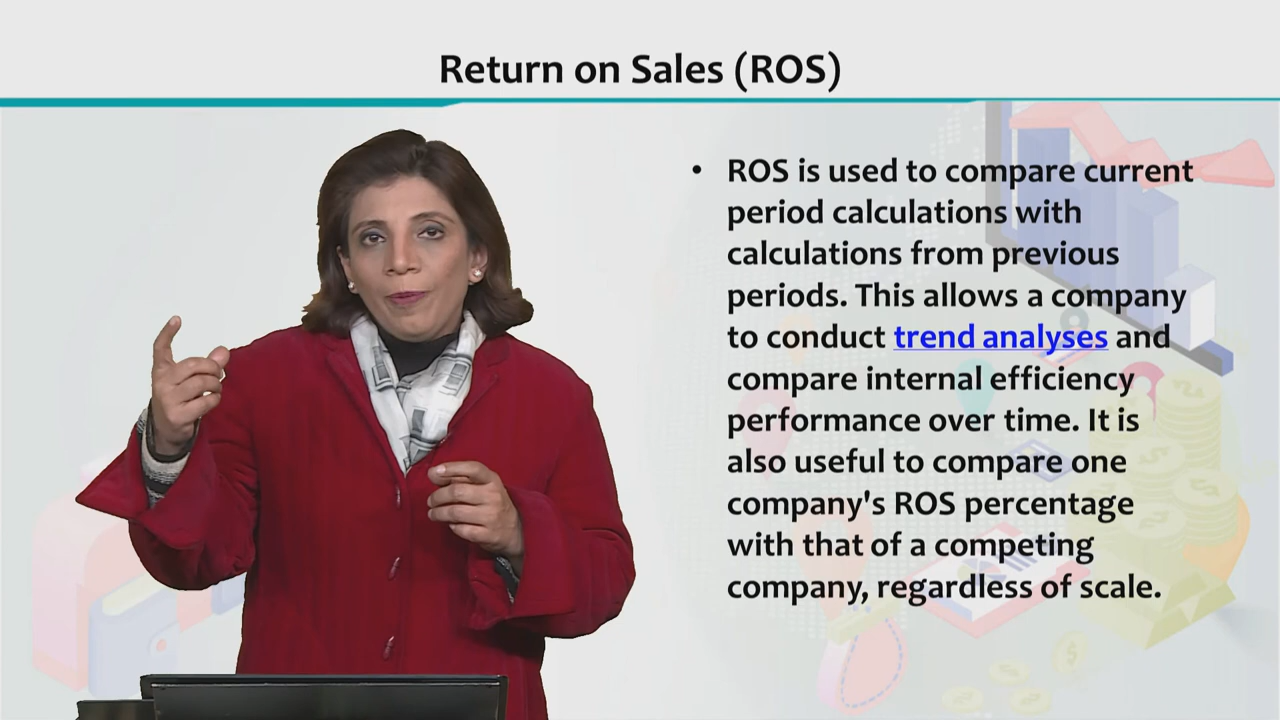 Return on Sales (ROS)
• ROS is used to compare current
period calculations with
calculations from previous
periods. This allows a company
to conduct trend analyses and
compare internal efficiency
performance over time. It is
also useful to compare one
company's ROS percentage
with that of a competing
company, regardless of scale.